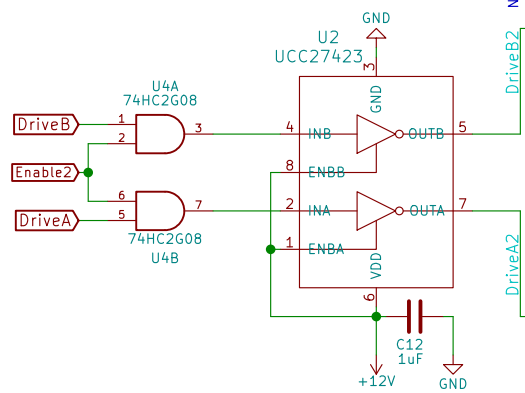 N
GND
U2
UCC27423
3
GND
DriveB2
U4A
74HC2G08
DriveB
1
2
3
4
INB
OUTB
5
Enable2
8
ENBB
6
5
DriveA
7
2
INA
OUTA
7
74HC2G08
U4B
1
ENBA
VDD
6
DriveA2
C12
1uF
+12V
GND